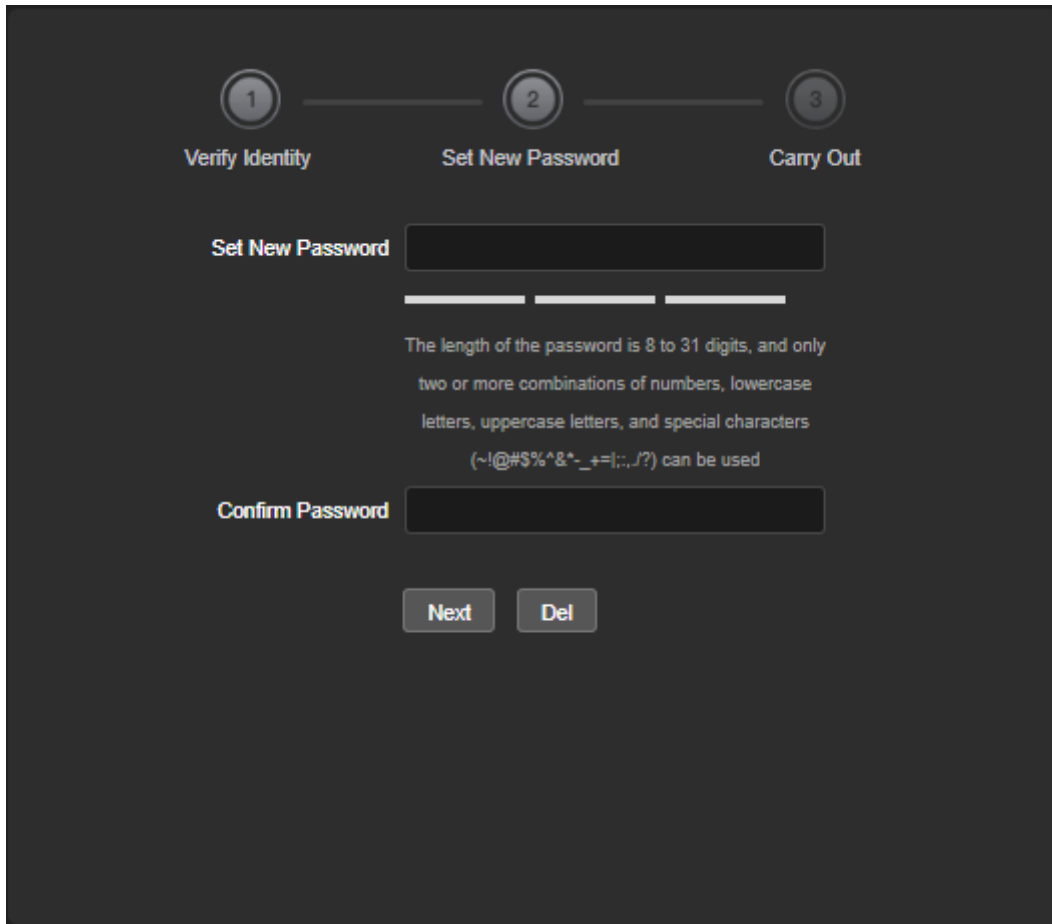 1 2 3
Verify Identity Set New Password Carry Out
Set New Password
The length of the password is 8 to 31 digits, and only
two or more combinations of numbers, lowercase
letters, uppercase letters, and special characters
(~!@#$%^&*-_+=|;:,./?) can be used
Confirm Password
Next Del